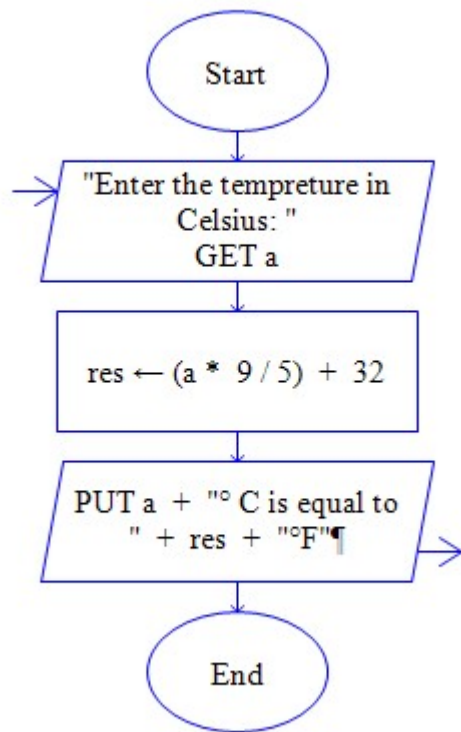 Start
"Enter the tempreture in
Celsius: "
GET a
res ← (a * 9 / 5) + 32
PUT a + "° C is equal to
" + res + "°F"¶
End